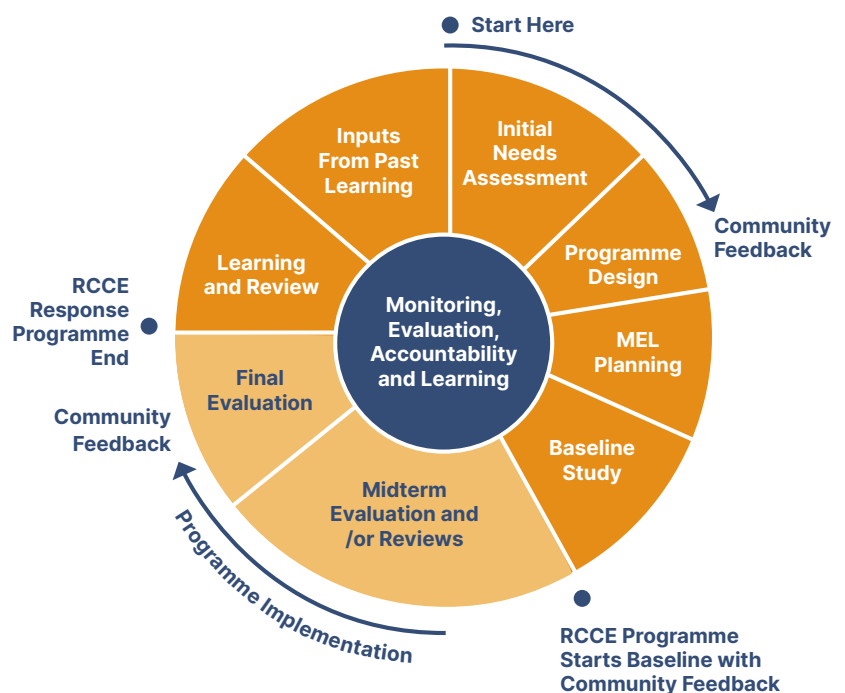 Start Here
Initial
Needs
Assessment
Community
Feedback
Programme
Design
MEL
Planning
Baseline
Study
RCCE Programme
Starts Baseline with
Community Feedback
Midterm
Evaluation and
/or Reviews
Programme Implementation
Final
Evaluation
Community
Feedback
RCCE
Response
Programme
End
Learning
and Review
Inputs
From Past
Learning
Monitoring,
Evaluation,
Accountability
and Learning